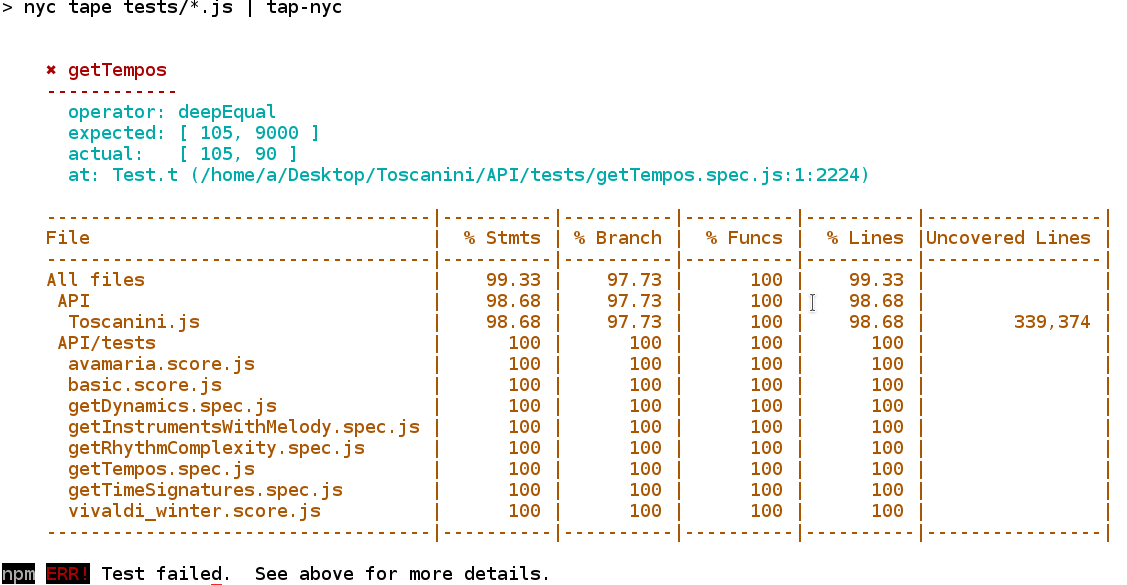 > nyc tape tests/*.js | tap-nyc
✖ getTempos
------------
operator: deepEqual
expected: [ 105, 9000 ]
actual:   [ 105, 90 ]
at: Test.t (/home/a/Desktop/Toscanini/API/tests/getTempos.spec.js:1:2224)
-----------------------------------|----------|----------|----------|----------|----------------|
File                               | % Stmts | % Branch | % Funcs | % Lines |Uncovered Lines |
-----------------------------------|----------|----------|----------|----------|----------------|
All files                          | 99.33 | 97.73 | 100 | 99.33 | |
API                                | 98.68 | 97.73 | 100 | 98.68 | |
Toscanini.js                       | 98.68 | 97.73 | 100 | 98.68 | 339,374 |
API/tests                          | 100 | 100 | 100 | 100 | |
avamaria.score.js                  | 100 | 100 | 100 | 100 | |
basic.score.js                     | 100 | 100 | 100 | 100 | |
getDynamics.spec.js                | 100 | 100 | 100 | 100 | |
getInstrumentsWithMelody.spec.js   | 100 | 100 | 100 | 100 | |
getRhythmComplexity.spec.js        | 100 | 100 | 100 | 100 | |
getTempos.spec.js                  | 100 | 100 | 100 | 100 | |
getTimeSignatures.spec.js          | 100 | 100 | 100 | 100 | |
vivaldi_winter.score.js            | 100 | 100 | 100 | 100 | |
-----------------------------------|----------|----------|----------|----------|----------------|
npm ERR! Test failed.  See above for more details.